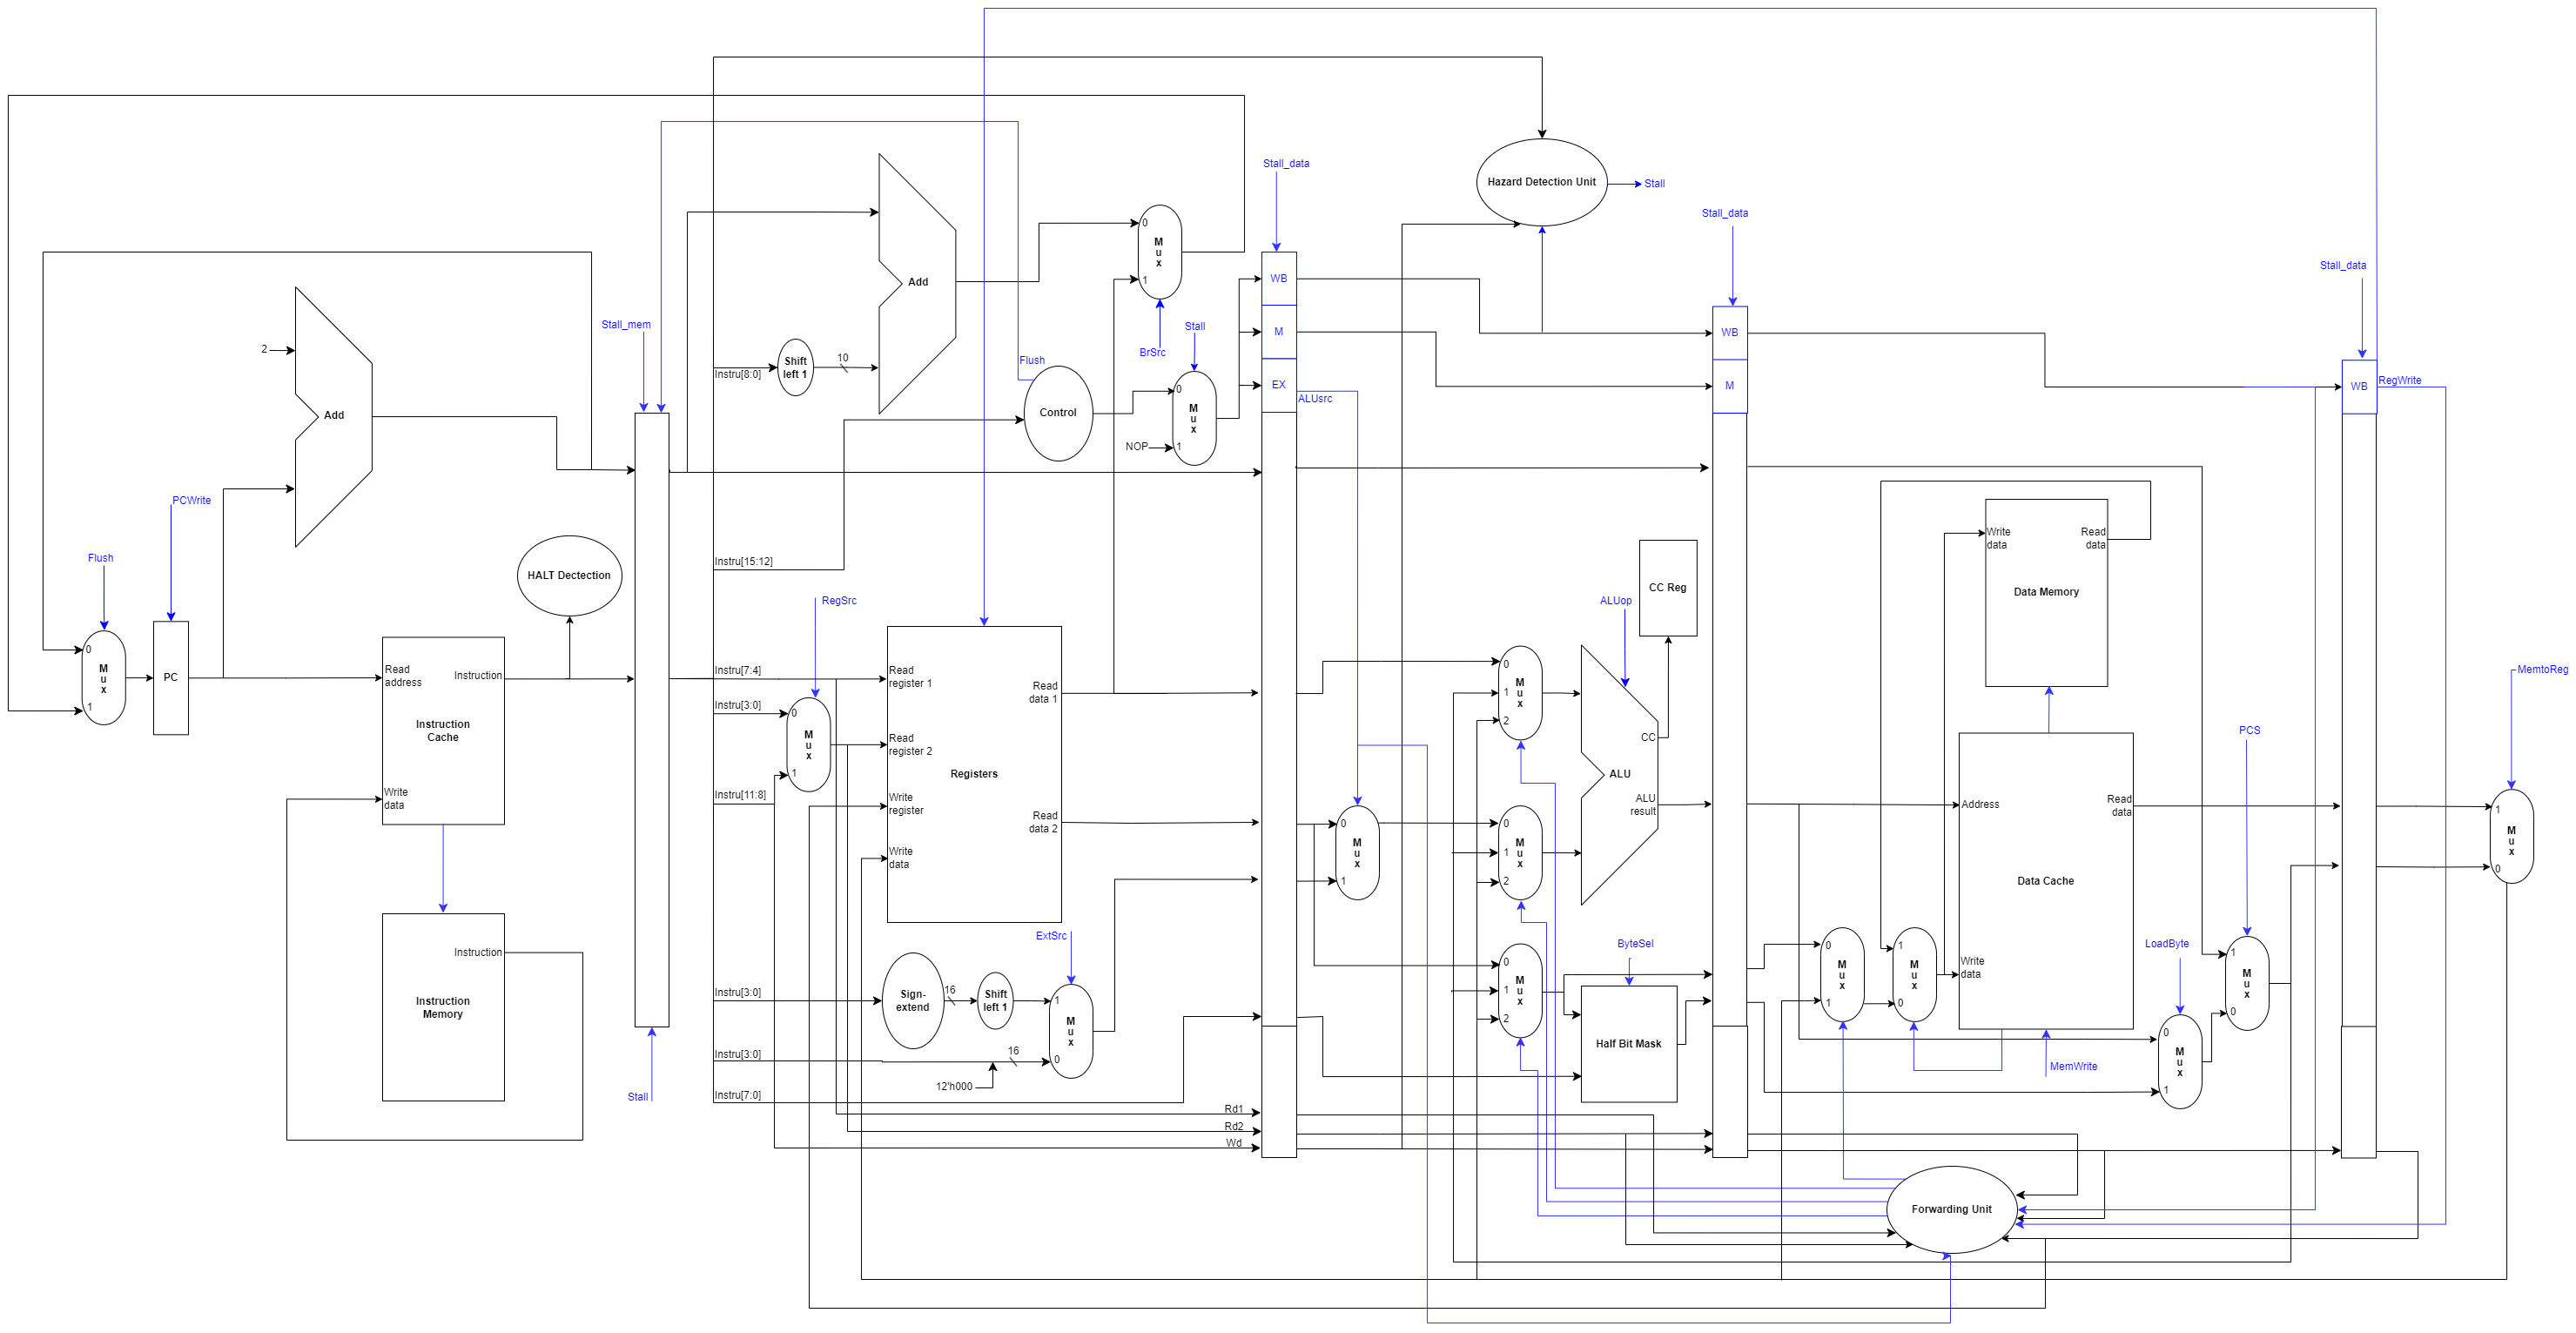 Stall_data
Hazard Detection Unit
Stall
Stall_data
Stall_data
Stall_mem
2
Add
Add
Shift
left 1
10
Instru[8:0]
Flush
Control
0
M
u
x
1
BrSrc
Stall
0
M
u
x
1
NOP
WB
M
EX
ALUsrc
WB
M
WB
RegWrite
PCWrite
Flush
0
M
u
x
1
PC
HALT Dectection
Read
address
Instruction
Instruction
Cache
Write
data
Instruction
Instruction
Memory
Stall
Instru[15:12]
RegSrc
Instru[7:4]
Instru[3:0]
0
M
u
x
1
Instru[11:8]
Read
register 1
Read
data 1
Read
register 2
Registers
Write
register
Read
data 2
Write
data
ExtSrc
Instru[3:0]
Sign-
extend
16
Shift
left 1
1
M
u
x
0
Instru[3:0]
16
12'h000
Instru[7:0]
Rd1
Rd2
Wd
0
M
u
x
1
0
M
u
x
1
2
0
M
u
x
1
2
0
M
u
x
1
2
ALUop
CC Reg
CC
ALU
ALU
result
ByteSel
Half Bit Mask
Write
data
Read
data
Data Memory
Address
Read
data
Data Cache
Write
data
0
M
u
x
1
1
M
u
x
0
MemWrite
LoadByte
0
M
u
x
1
PCS
1
M
u
x
0
MemtoReg
1
M
u
x
0
Forwarding Unit